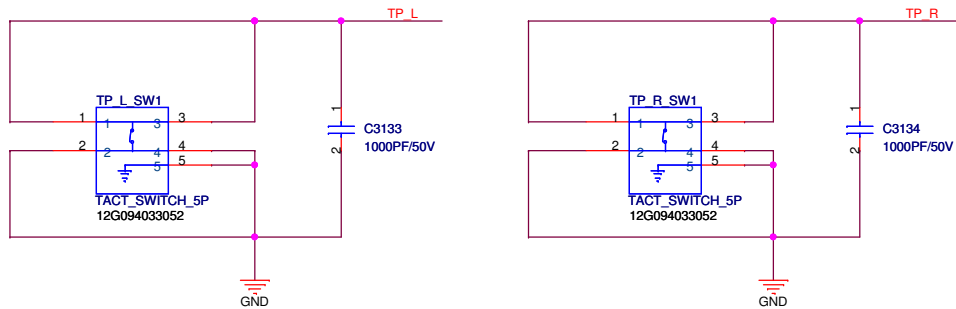 TP_L
TP_L_SW1
1
1
3
3
2
2
4
4
5
5
TACT_SWITCH_5P
12G094033052
1
2
C3133
1000PF/50V
GND
TP_R
TP_R_SW1
1
1
3
3
2
2
4
4
5
5
TACT_SWITCH_5P
12G094033052
1
2
C3134
1000PF/50V
GND